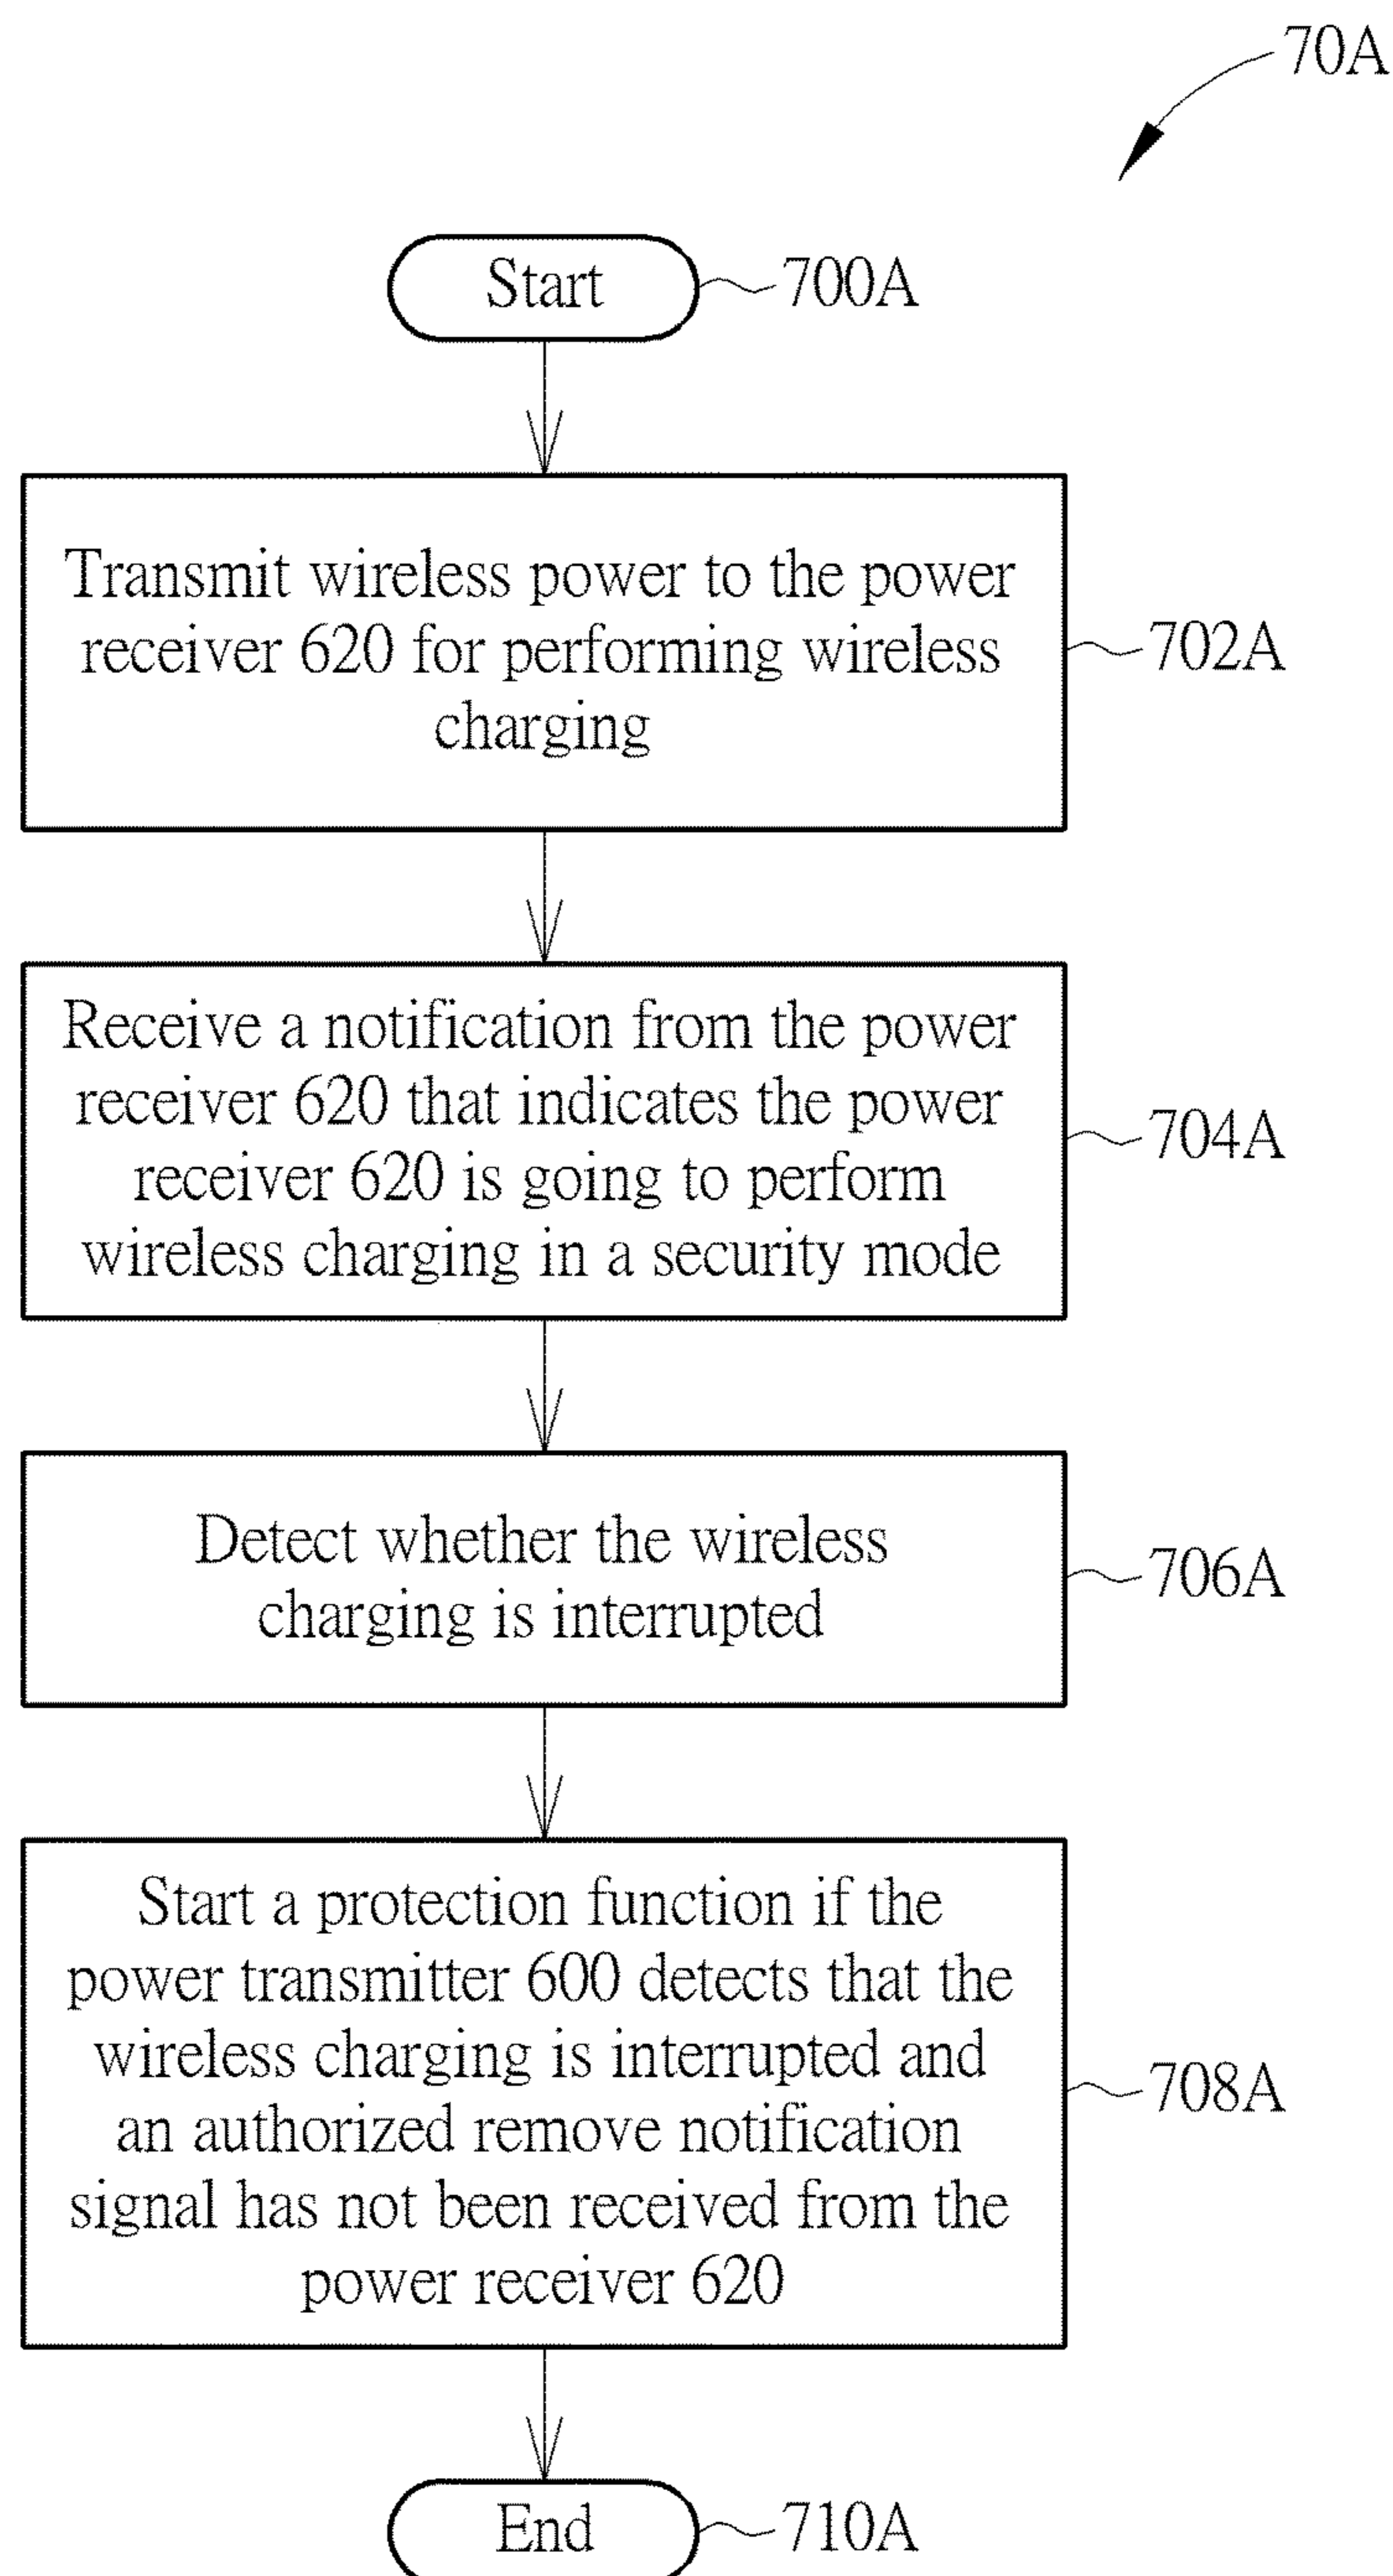 70A
Start
700A
Transmit wireless power to the power
receiver 620 for performing wireless
charging
702A
Receive a notification from the power
receiver 620 that indicates the power
receiver 620 is going to perform
wireless charging in a security mode
704A
Detect whether the wireless
charging is interrupted
706A
Start a protection function if the
power transmitter 600 detects that the
wireless charging is interrupted and
an authorized remove notification
signal has not been received from the
power receiver 620
708A
End
710A